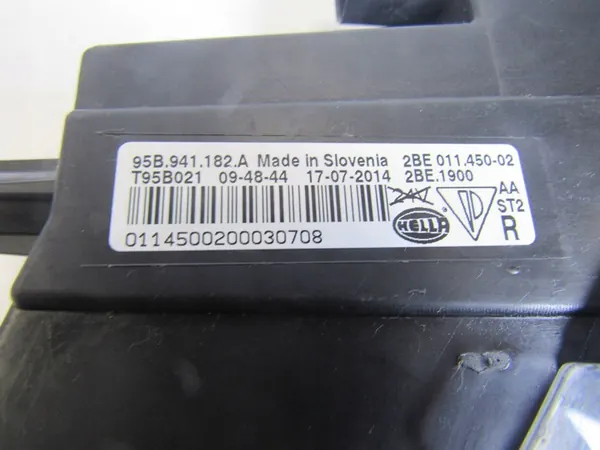 95B.941.182.A Made in Slovenia 2BE 011.450-02
T95B021 09-48-44 17-07-2014 2BE.1900
24V HELLA AA
ST2
R
0114500200030708